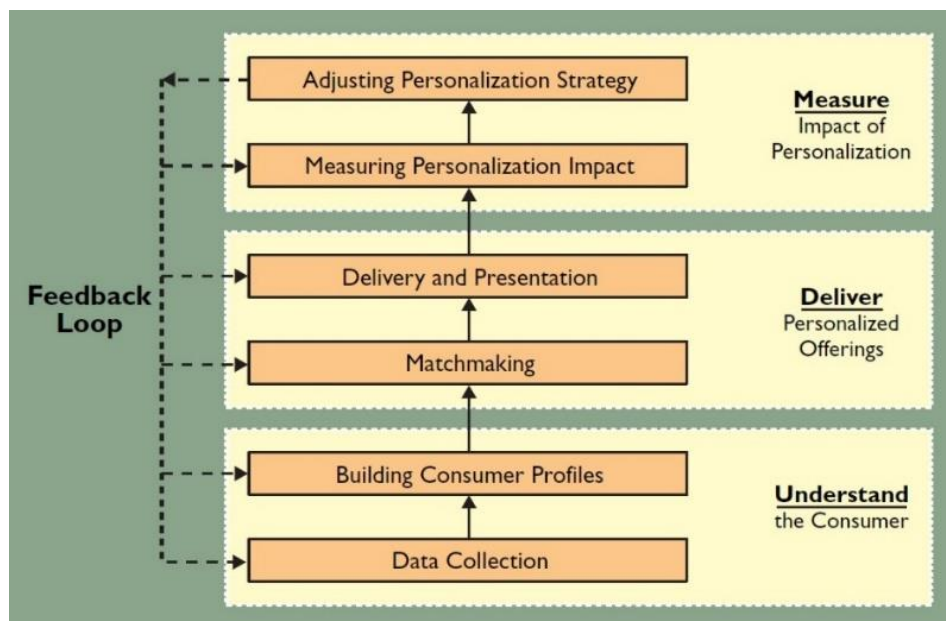 Adjusting Personalization Strategy
Measuring Personalization Impact
Measure
Impact of
Personalization
Feedback
Loop
Delivery and Presentation
Matchmaking
Deliver
Personalized
Offerings
Building Consumer Profiles
Data Collection
Understand
the Consumer